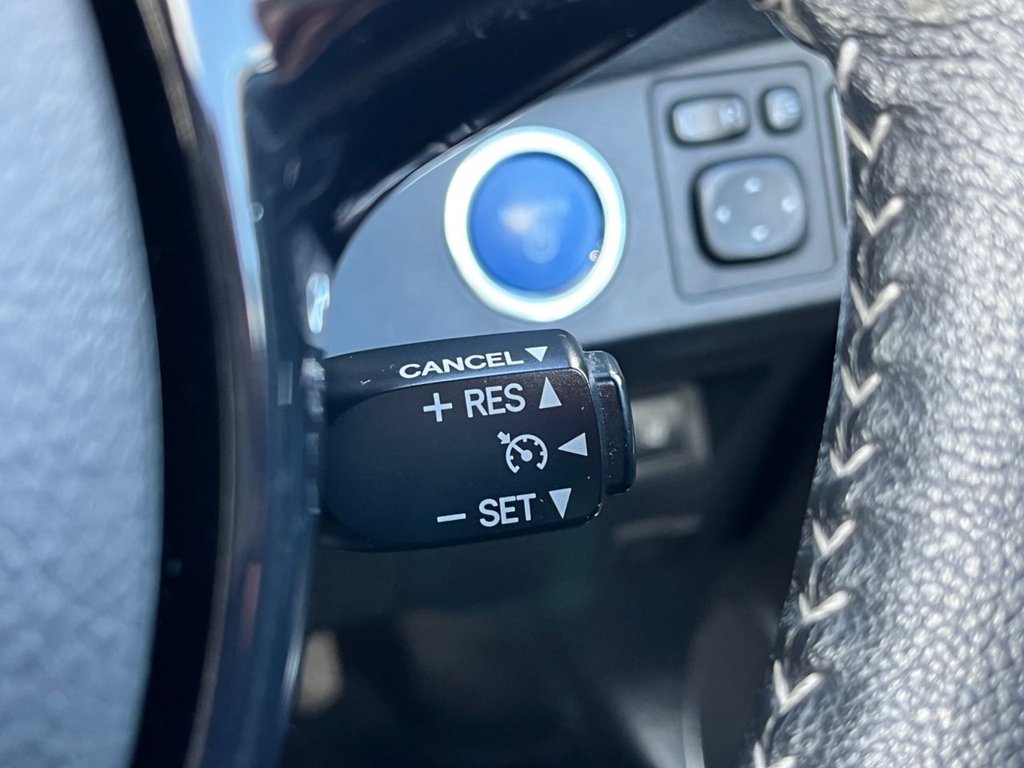 CANCEL▼
+ RES ▲
◀
− SET ▼